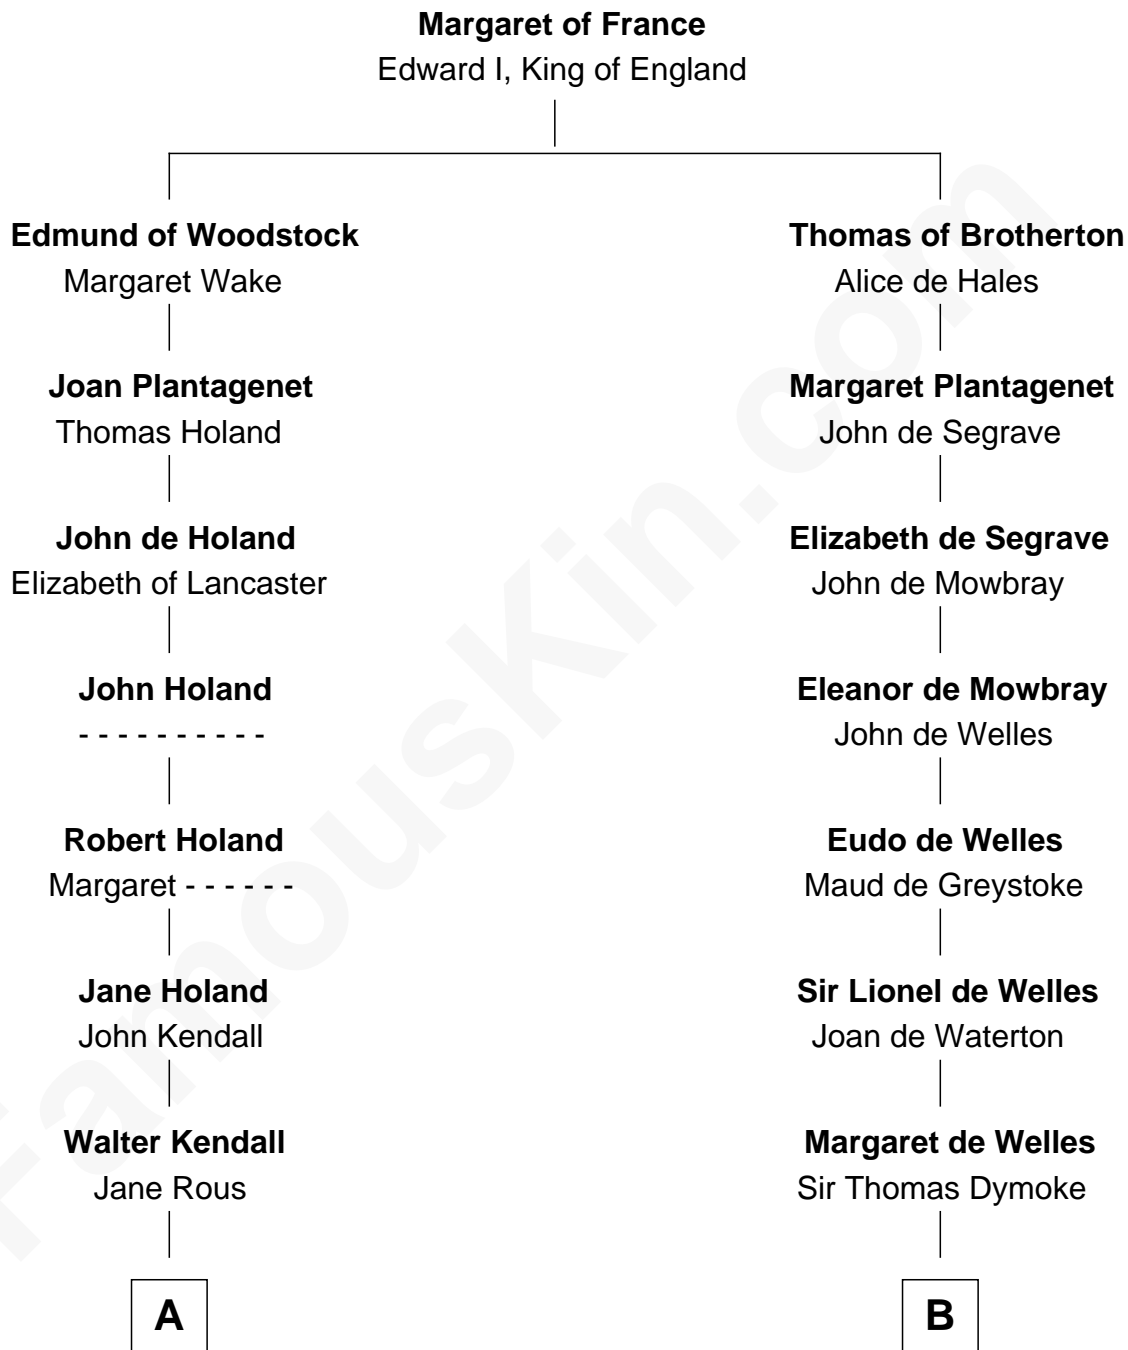 Margaret of France
Edward I, King of England
Edmund of Woodstock
Margaret Wake
Thomas of Brotherton
Alice de Hales
Joan Plantagenet
Thomas Holand
Margaret Plantagenet
John de Segrave
John de Holand
Elizabeth of Lancaster
Elizabeth de Segrave
John de Mowbray
John Holand
- - - - - - - - - -
Eleanor de Mowbray
John de Welles
Robert Holand
Margaret - - - - - -
Eudo de Welles
Maud de Greystoke
Jane Holand
John Kendall
Sir Lionel de Welles
Joan de Waterton
Walter Kendall
Jane Rous
Margaret de Welles
Sir Thomas Dymoke
A
B
FamousKin.com